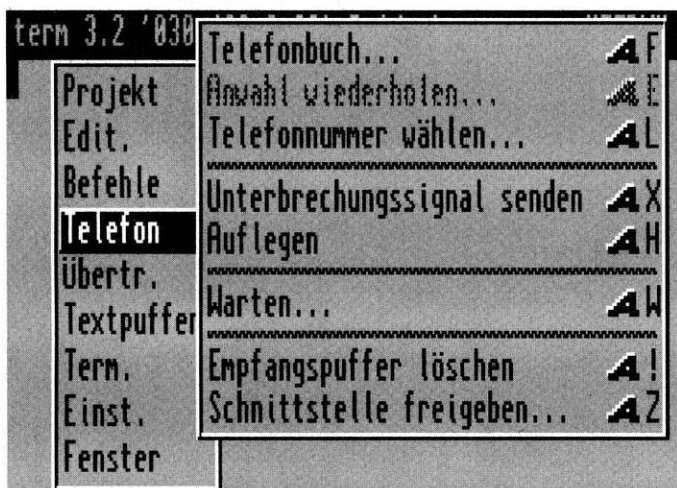 term 3.2 '030
Projekt
Edit.
Befehle
Telefon
Übertr.
Textpuffer
Term.
Einst.
Fenster
Telefonbuch... A F
Anwahl wiederholen... A E
Telefonnummer wählen... A L
Unterbrechungssignal senden A X
Auflegen A H
Warten... A W
Empfangspuffer löschen A !
Schnittstelle freigeben... A Z